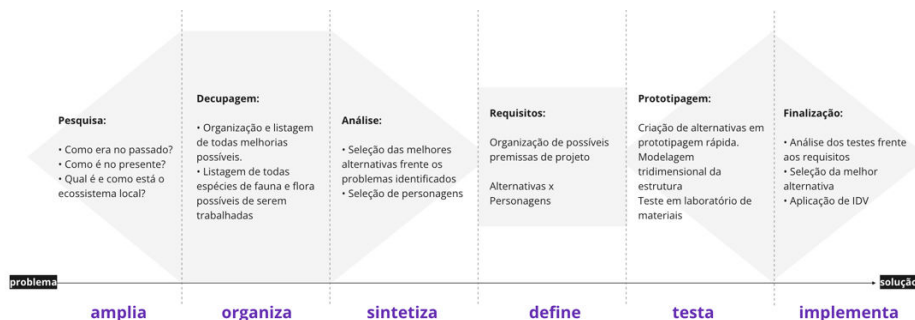 Pesquisa:
• Como era no passado?
• Como é no presente?
• Qual é e como está o
ecossistema local?
Decupagem:
• Organização e listagem
de todas melhorias
possíveis.
• Listagem de todas
espécies de fauna e flora
possíveis de serem
trabalhadas
Análise:
• Seleção das melhores
alternativas frente os
problemas identificados
• Seleção de personagens
Requisitos:
Organização de possíveis
premissas de projeto
Alternativas x
Personagens
Prototipagem:
Criação de alternativas em
prototipagem rápida.
Modelagem
tridimensional da
estrutura
Teste em laboratório de
materiais
Finalização:
• Análise dos testes frente
aos requisitos
• Seleção da melhor
alternativa
• Aplicação de IDV
problema
solução
amplia
organiza
sintetiza
define
testa
implementa